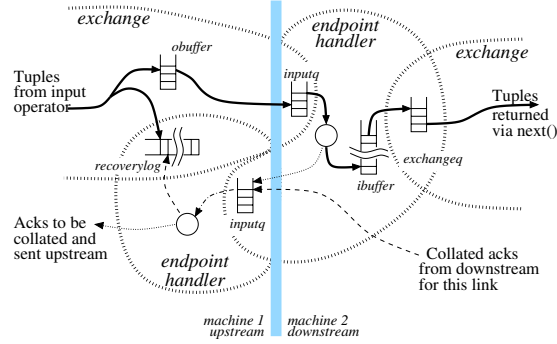 exchange
endpoint
handler
exchange
obuffer
inputq
Tuples
from input
operator
Tuples
returned
via next()
recoverylog
exchangeq
ibuffer
inputq
Acks to be
collated and
sent upstream
endpoint
handler
Collated acks
from downstream
for this link
machine 1
upstream
machine 2
downstream